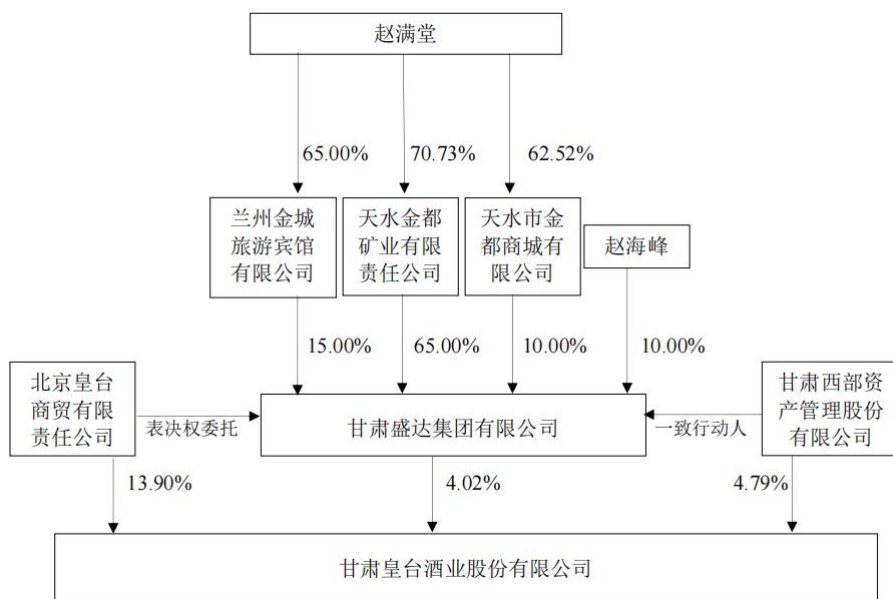 赵满堂
65.00%
70.73%
62.52%
兰州金城
旅游宾馆
有限公司
天水金都
矿业有限
责任公司
天水市金
都商城有
限公司
赵海峰
15.00%
65.00%
10.00%
10.00%
北京皇台
商贸有限
责任公司
表决权委托
甘肃盛达集团有限公司
一致行动人
甘肃西部资
产管理股份
有限公司
13.90%
4.02%
4.79%
甘肃皇台酒业股份有限公司